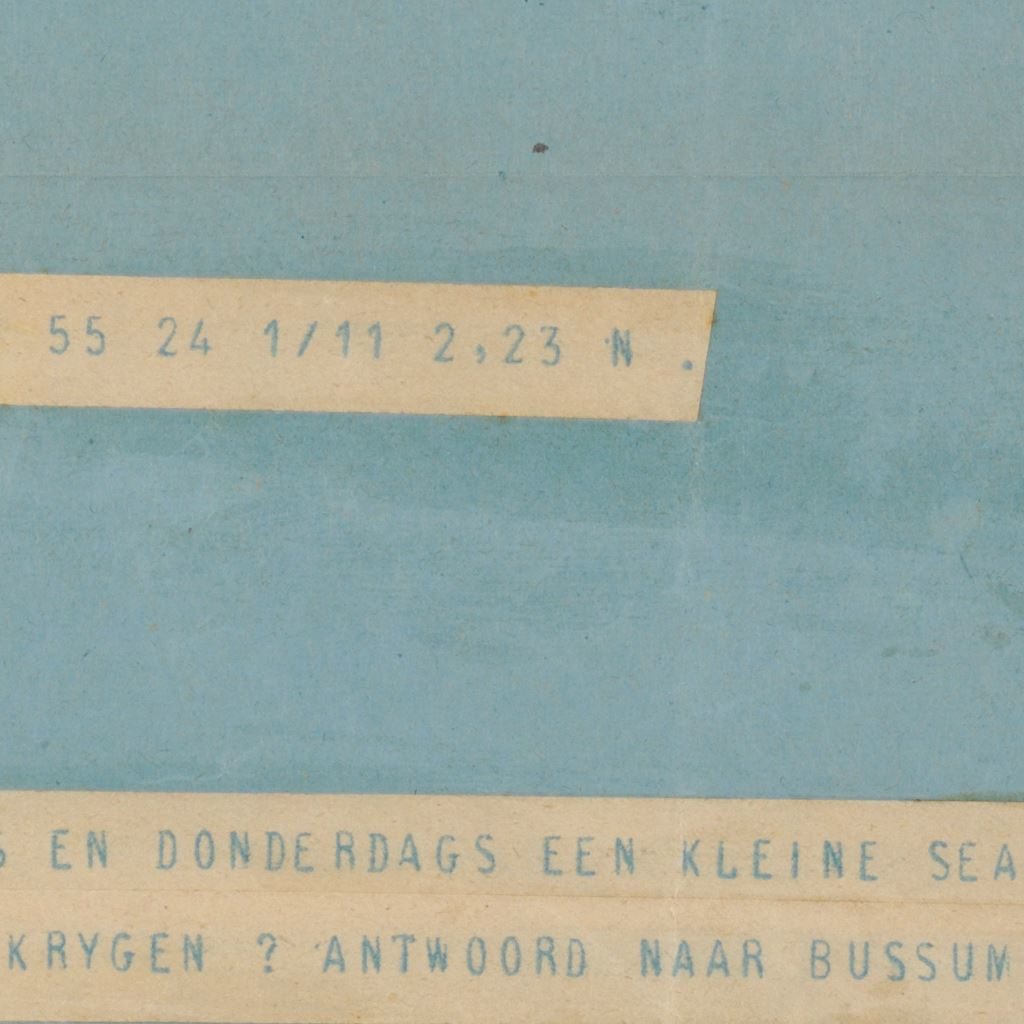 55 24 1/11 2,23 N .
S EN DONDERDAGS EEN KLEINE SEA
KRYGEN ? ANTWOORD NAAR BUSSUM